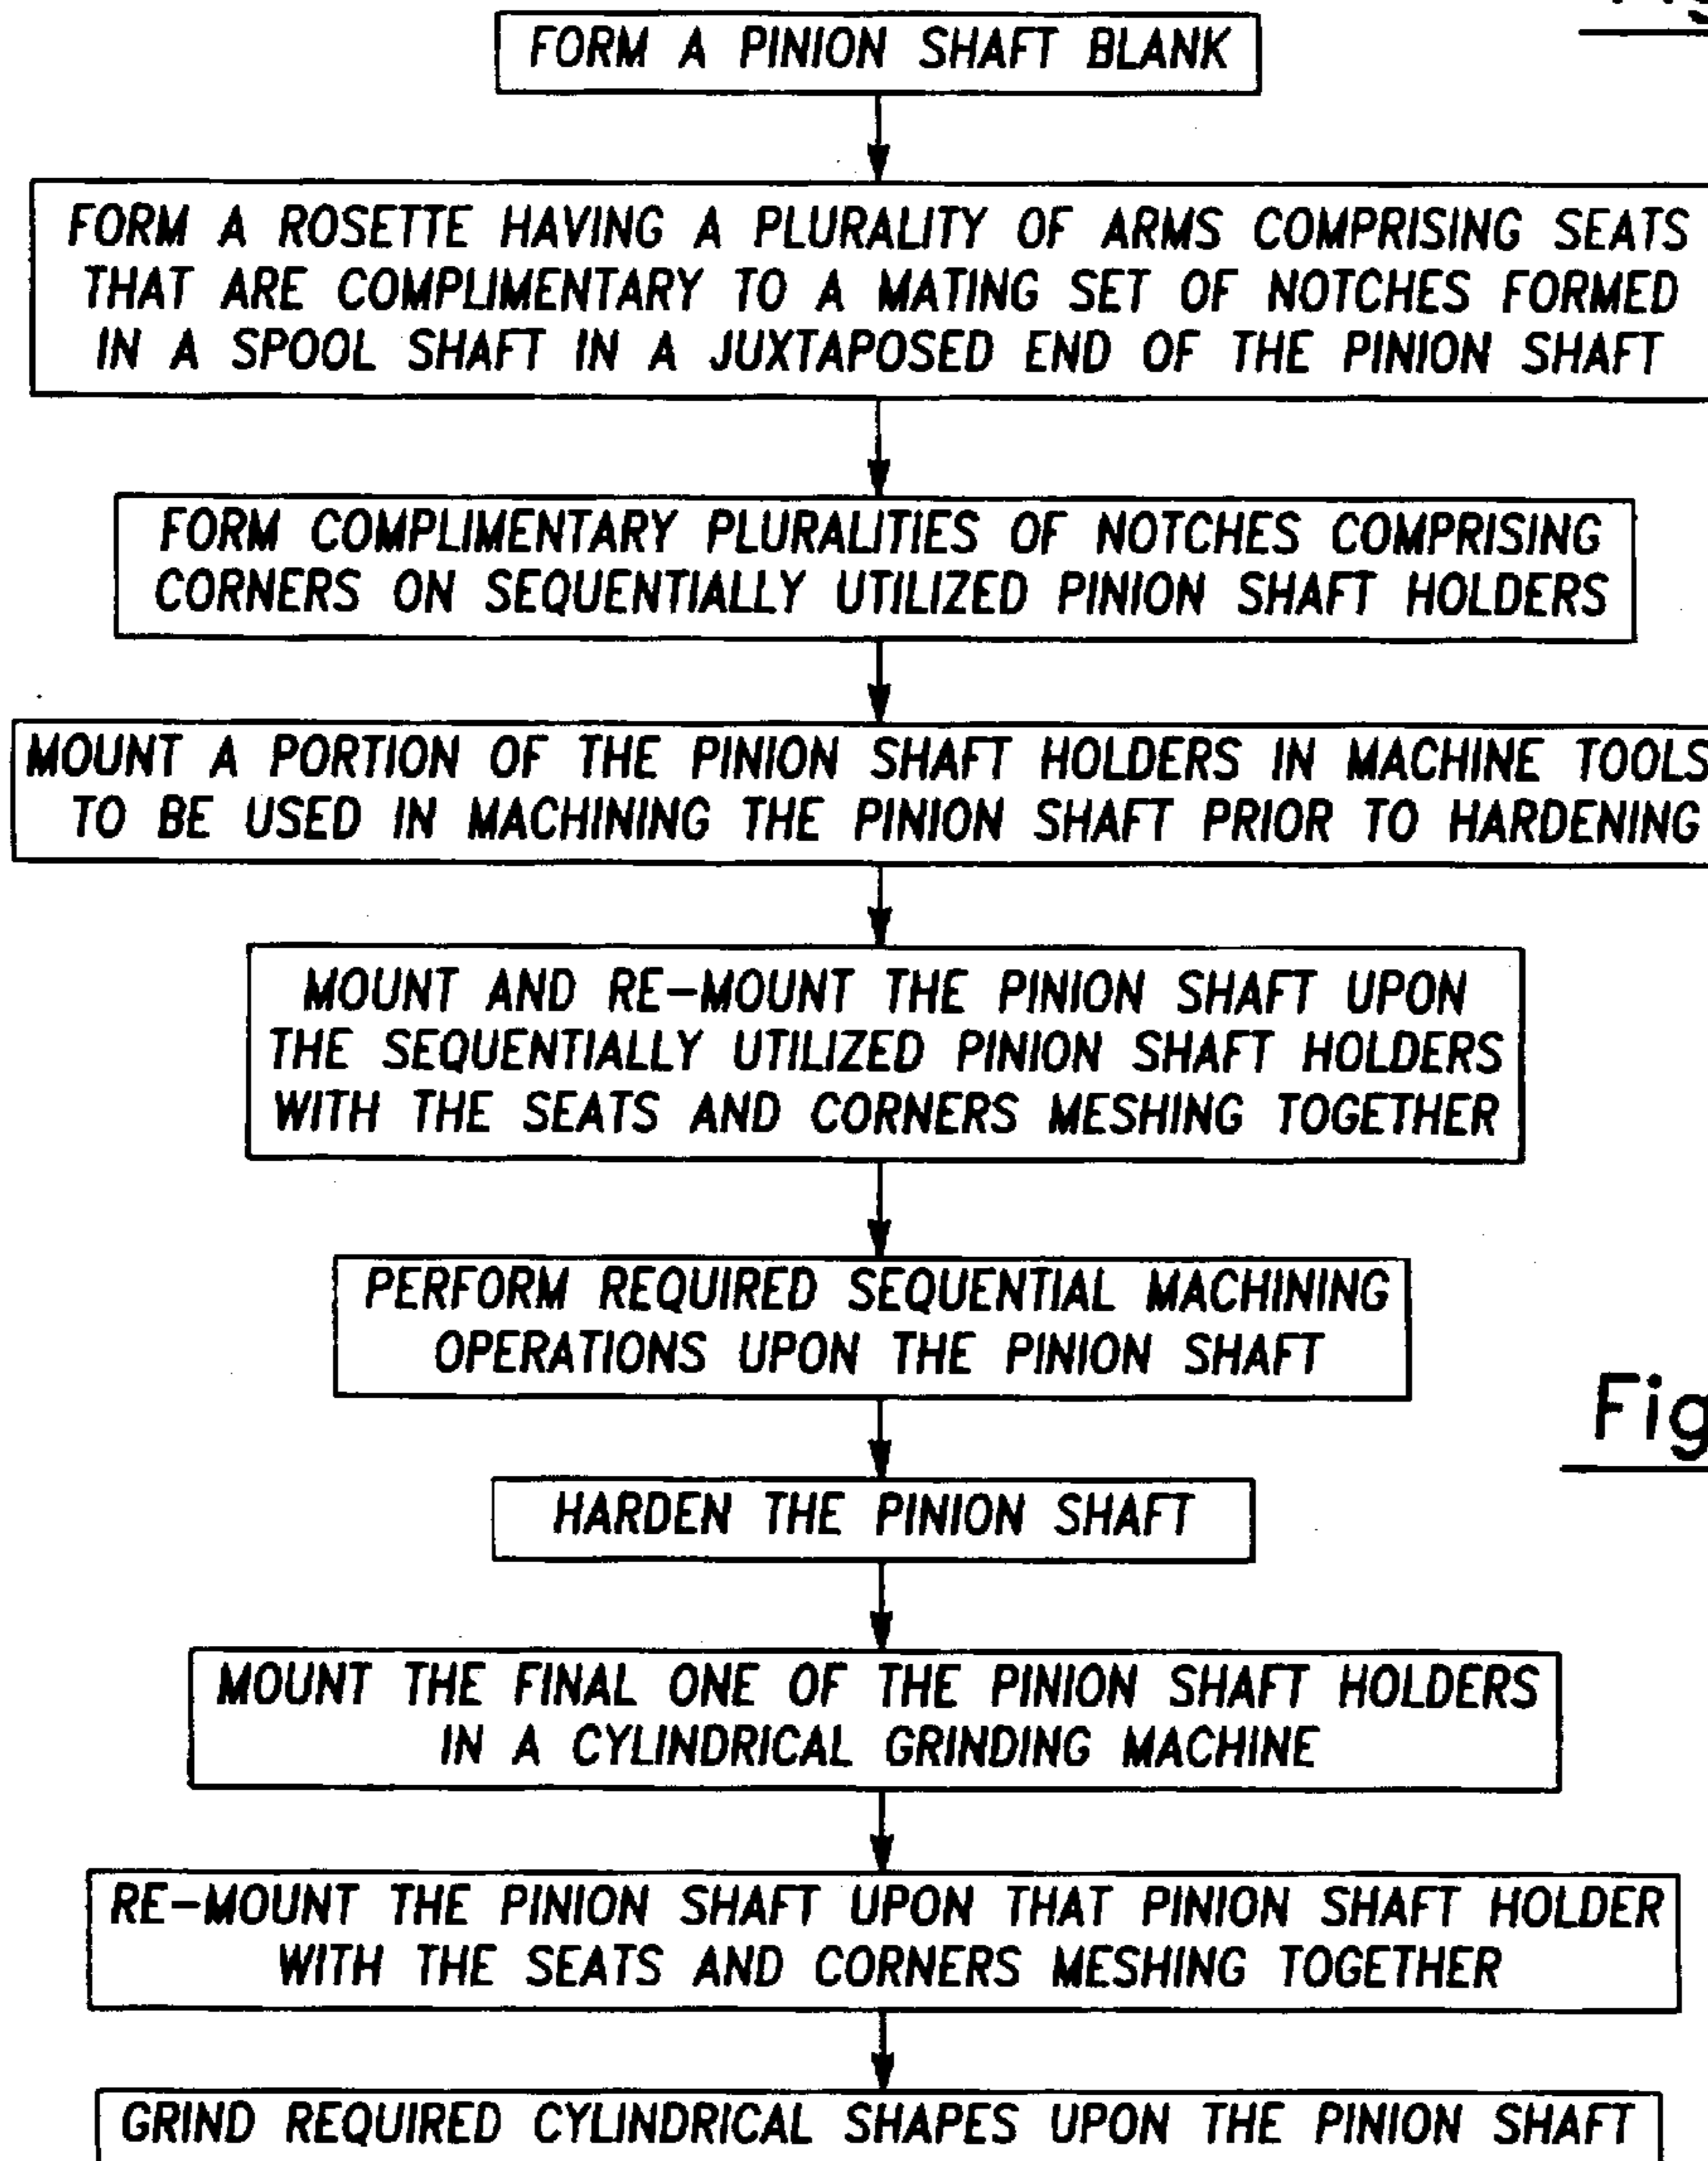 Fig
FORM A PINION SHAFT BLANK
FORM A ROSETTE HAVING A PLURALITY OF ARMS COMPRISING SEATS
THAT ARE COMPLIMENTARY TO A MATING SET OF NOTCHES FORMED
IN A SPOOL SHAFT IN A JUXTAPOSED END OF THE PINION SHAFT
FORM COMPLIMENTARY PLURALITIES OF NOTCHES COMPRISING
CORNERS ON SEQUENTIALLY UTILIZED PINION SHAFT HOLDERS
MOUNT A PORTION OF THE PINION SHAFT HOLDERS IN MACHINE TOOLS
TO BE USED IN MACHINING THE PINION SHAFT PRIOR TO HARDENING
MOUNT AND RE-MOUNT THE PINION SHAFT UPON
THE SEQUENTIALLY UTILIZED PINION SHAFT HOLDERS
WITH THE SEATS AND CORNERS MESHING TOGETHER
PERFORM REQUIRED SEQUENTIAL MACHINING
OPERATIONS UPON THE PINION SHAFT
Fig
HARDEN THE PINION SHAFT
MOUNT THE FINAL ONE OF THE PINION SHAFT HOLDERS
IN A CYLINDRICAL GRINDING MACHINE
RE-MOUNT THE PINION SHAFT UPON THAT PINION SHAFT HOLDER
WITH THE SEATS AND CORNERS MESHING TOGETHER
GRIND REQUIRED CYLINDRICAL SHAPES UPON THE PINION SHAFT